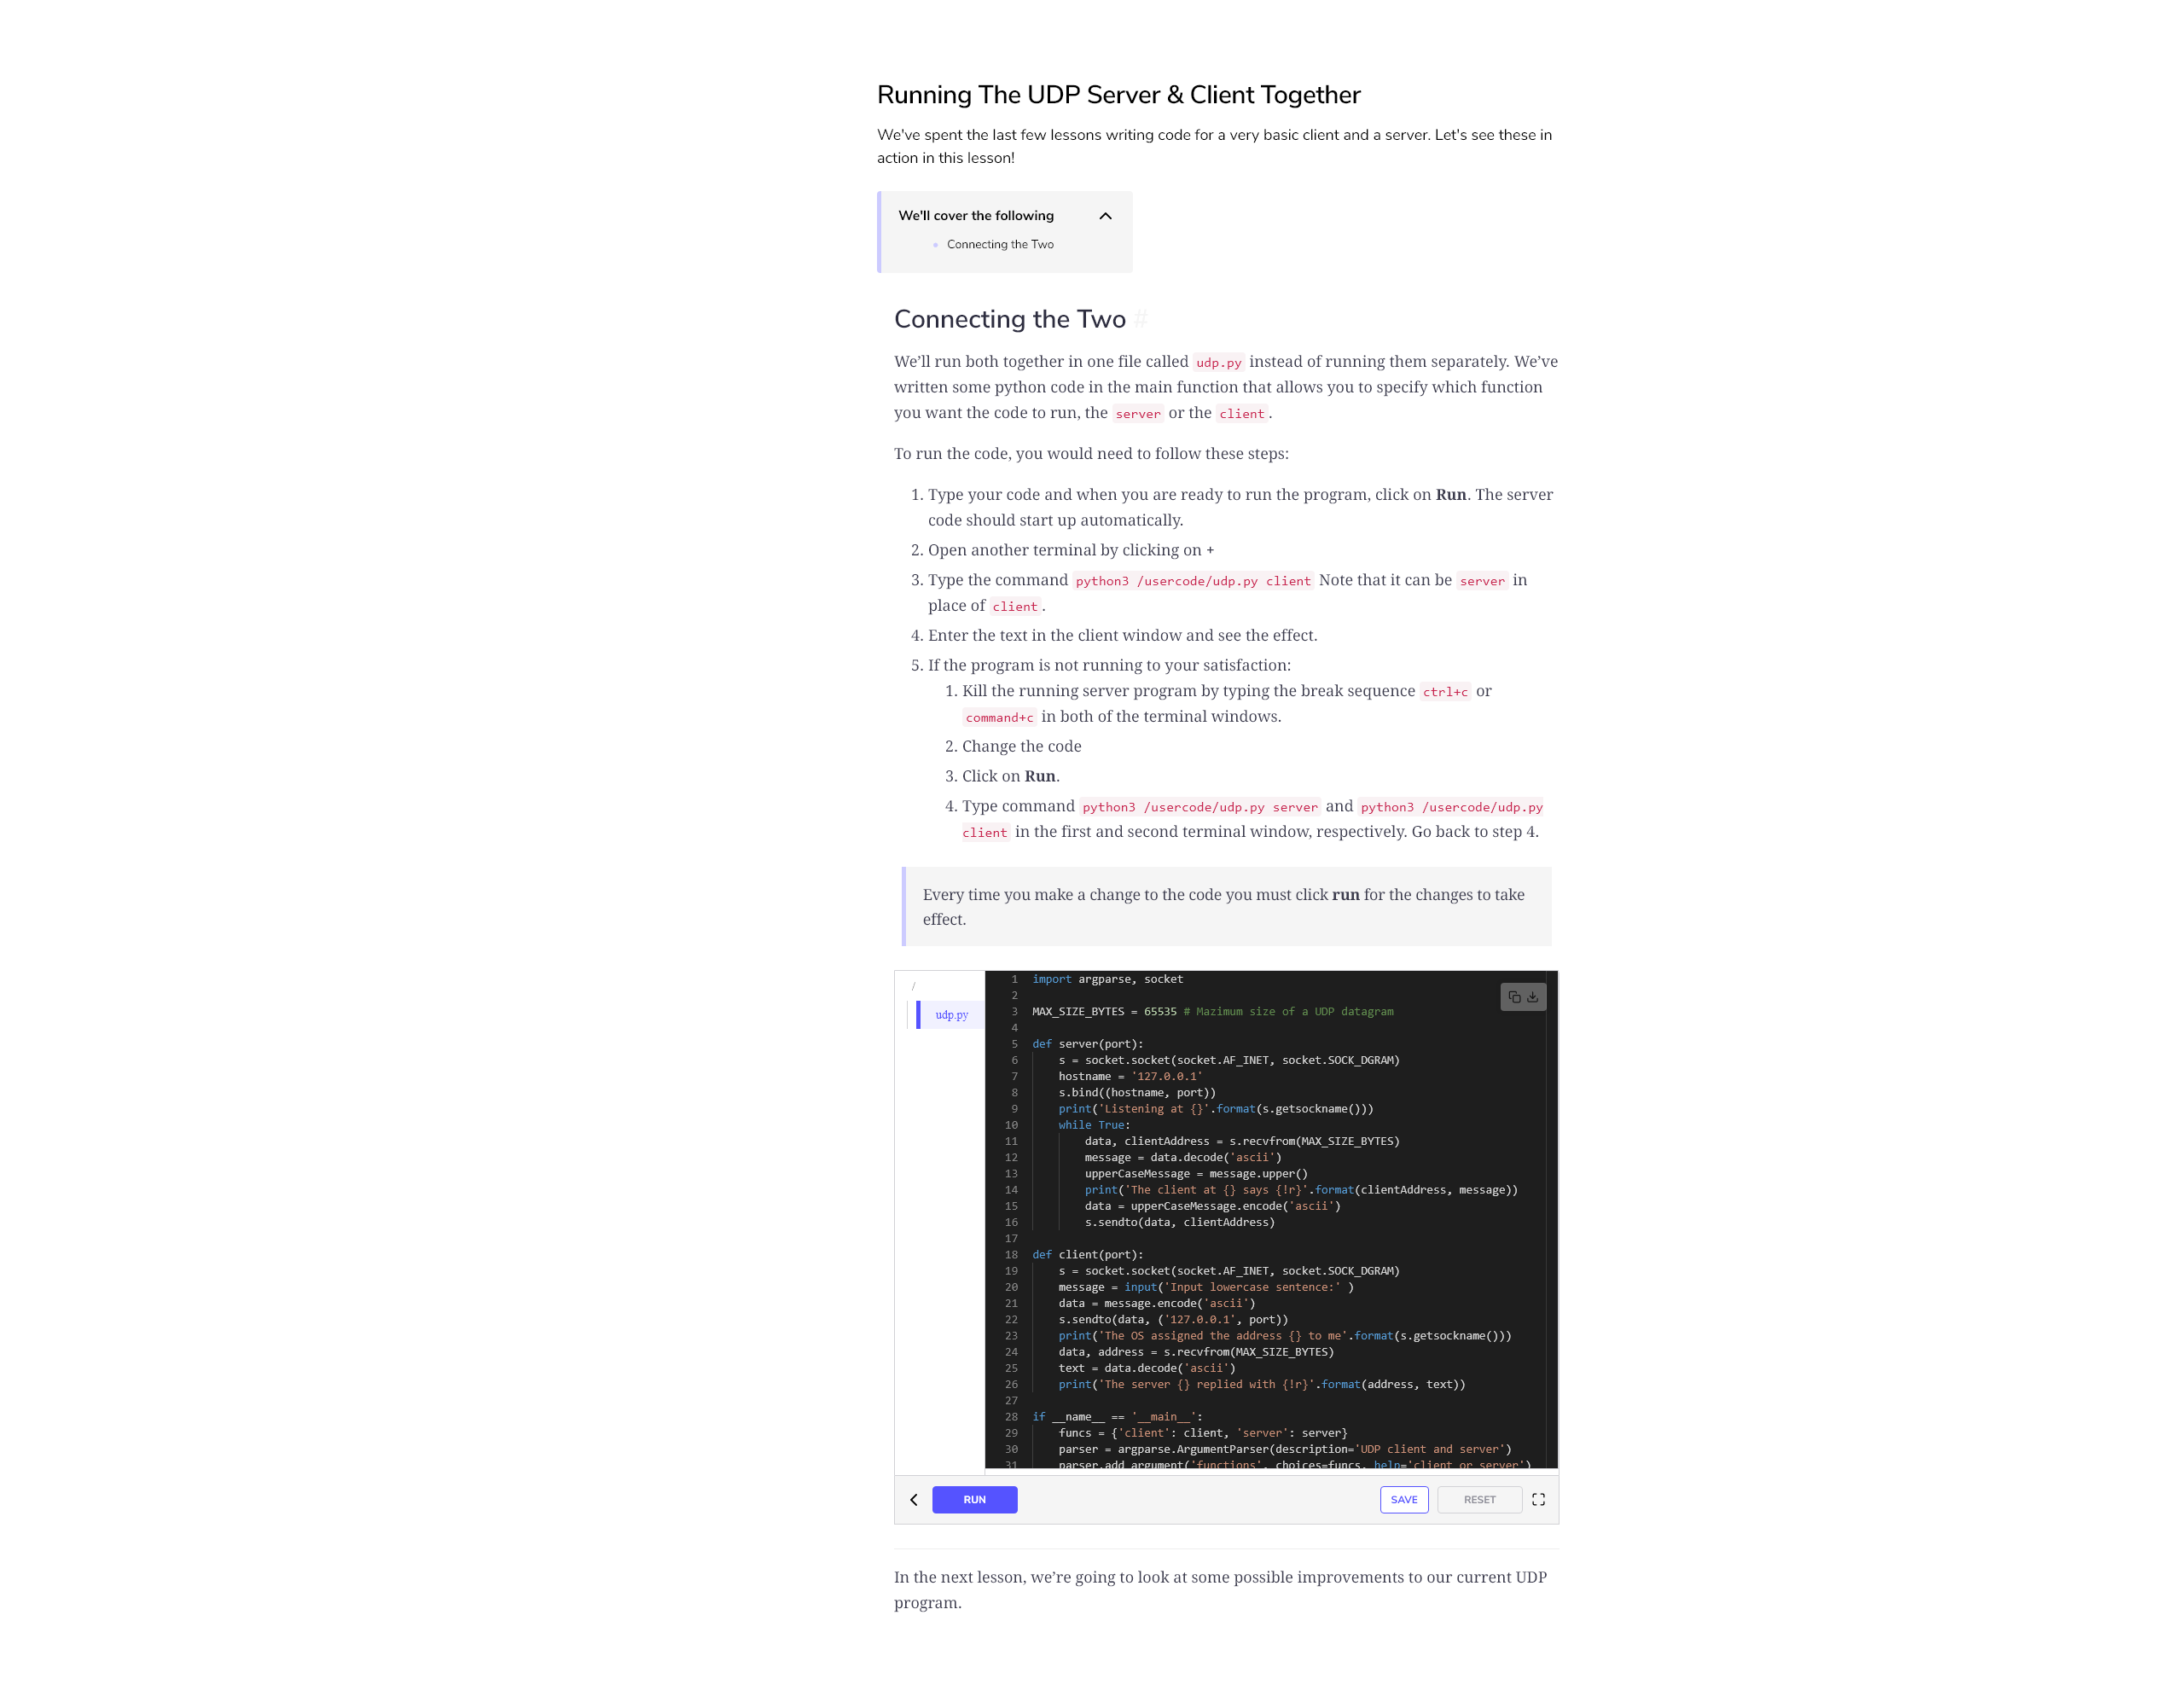 Running The UDP Server & Client Together
We've spent the last few lessons writing code for a very basic client and a server. Let's see these in
action in this lesson!
We'll cover the following
Connecting the Two
Connecting the Two #
We’ll run both together in one file called udp.py instead of running them separately. We’ve
written some python code in the main function that allows you to specify which function
you want the code to run, the server or the client.
To run the code, you would need to follow these steps:
1. Type your code and when you are ready to run the program, click on Run. The server
code should start up automatically.
2. Open another terminal by clicking on +
3. Type the command python3 /usercode/udp.py client Note that it can be server in
place of client.
4. Enter the text in the client window and see the effect.
5. If the program is not running to your satisfaction:
1. Kill the running server program by typing the break sequence ctrl+c or
command+c in both of the terminal windows.
2. Change the code
3. Click on Run.
4. Type command python3 /usercode/udp.py server and python3 /usercode/udp.py
client in the first and second terminal window, respectively. Go back to step 4.
Every time you make a change to the code you must click run for the changes to take
effect.
/
udp.py
1 import argparse, socket
2
3 MAX_SIZE_BYTES = 65535 # Mazimum size of a UDP datagram
4
5 def server(port):
6     s = socket.socket(socket.AF_INET, socket.SOCK_DGRAM)
7     hostname = '127.0.0.1'
8     s.bind((hostname, port))
9     print('Listening at {}'.format(s.getsockname()))
10     while True:
11         data, clientAddress = s.recvfrom(MAX_SIZE_BYTES)
12         message = data.decode('ascii')
13         upperCaseMessage = message.upper()
14         print('The client at {} says {!r}'.format(clientAddress, message))
15         data = upperCaseMessage.encode('ascii')
16         s.sendto(data, clientAddress)
17
18 def client(port):
19     s = socket.socket(socket.AF_INET, socket.SOCK_DGRAM)
20     message = input('Input lowercase sentence:' )
21     data = message.encode('ascii')
22     s.sendto(data, ('127.0.0.1', port))
23     print('The OS assigned the address {} to me'.format(s.getsockname()))
24     data, address = s.recvfrom(MAX_SIZE_BYTES)
25     text = data.decode('ascii')
26     print('The server {} replied with {!r}'.format(address, text))
27
28 if __name__ == '__main__':
29     funcs = {'client': client, 'server': server}
30     parser = argparse.ArgumentParser(description='UDP client and server')
31     parser.add_argument('functions', choices=funcs, help='client or server')
RUN
SAVE
RESET
In the next lesson, we’re going to look at some possible improvements to our current UDP
program.